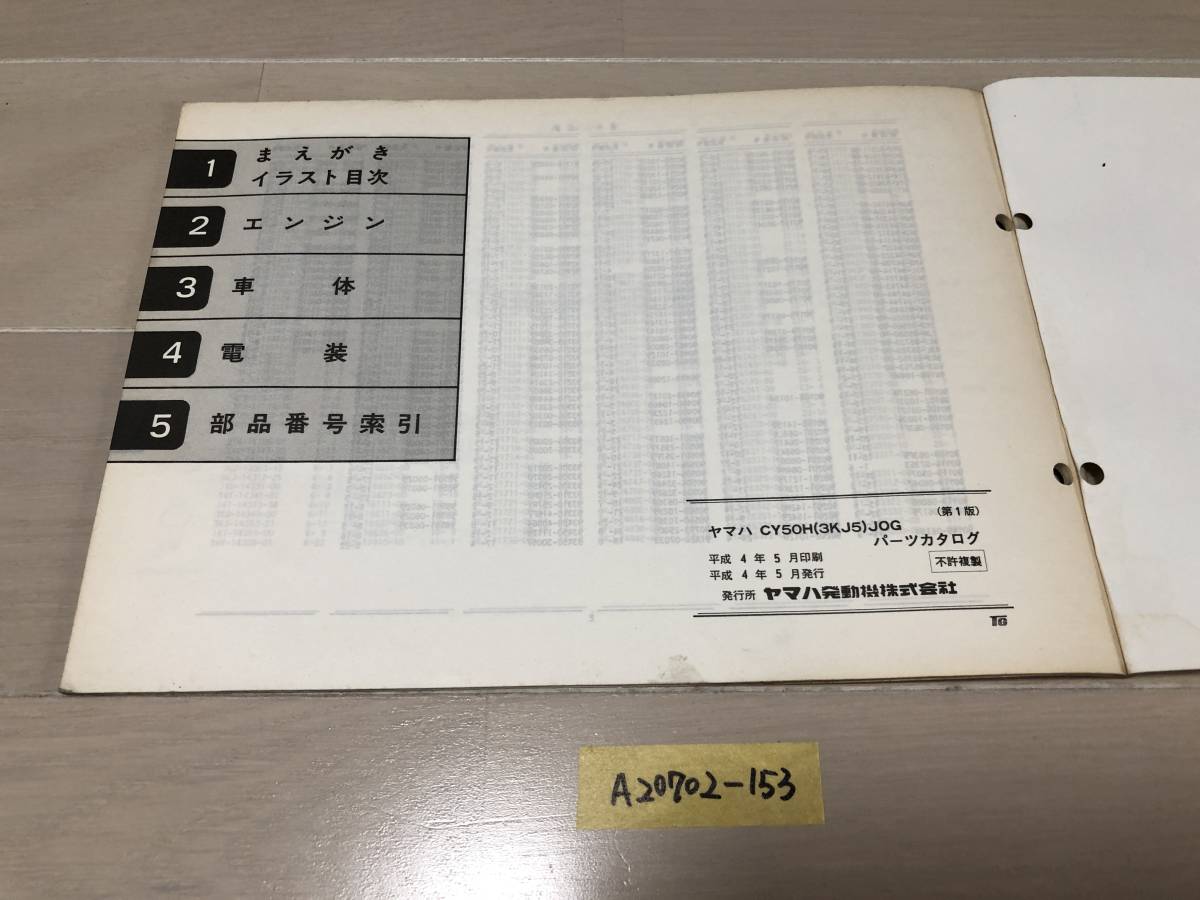 1
まえがき
イラスト目次
2
エンジン
3
車体
4
電装
5
部品番号索引
(第1版)
ヤマハ CY50H(3KJ5)JOG
パーツカタログ
平成 4 年 5 月印刷
平成 4 年 5 月発行
不許複製
発行所 ヤマハ発動機株式会社
A20702-153